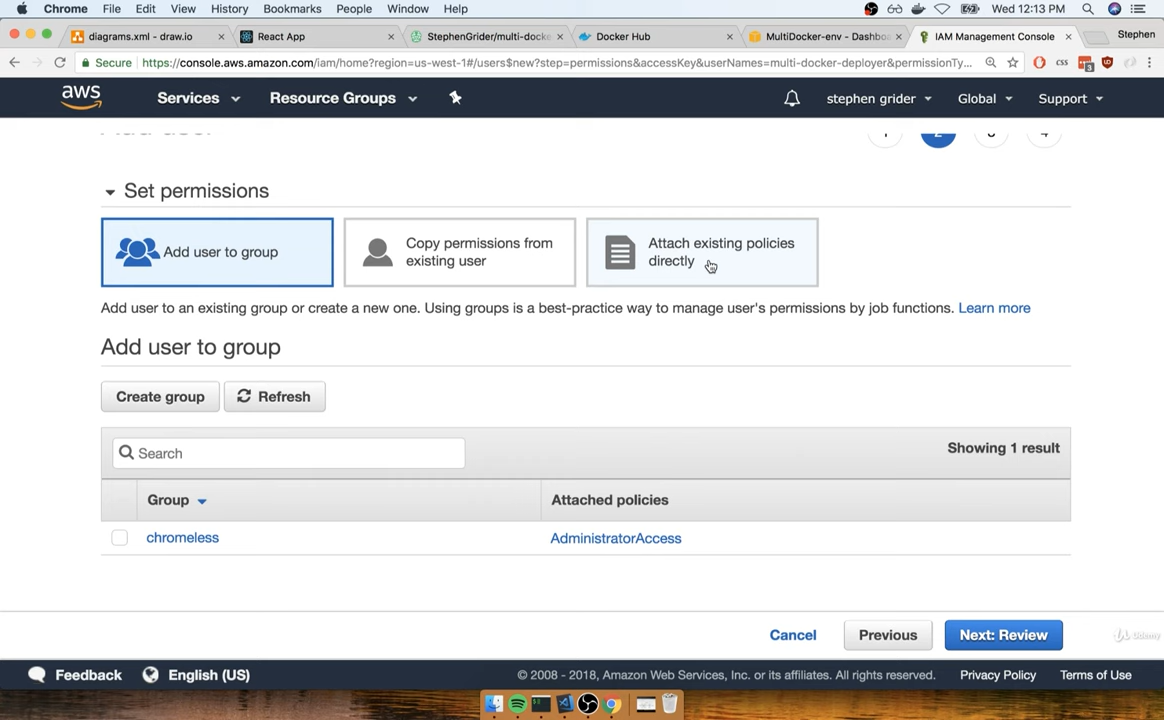 Chrome File Edit View History Bookmarks People Window Help Wed 12:13 PM
diagrams.xml - draw.io React App StephenGrider/multi-docke Docker Hub MultiDocker-env - Dashboa IAM Management Console Stephen
Secure https://console.aws.amazon.com/iam/home?region=us-west-1#/users$new?step=permissions&accessKey&userNames=multi-docker-deployer&permissionTy...
aws Services Resource Groups stephen grider Global Support
Set permissions
Add user to group
Copy permissions from
existing user
Attach existing policies
directly
Add user to an existing group or create a new one. Using groups is a best-practice way to manage user's permissions by job functions. Learn more
Add user to group
Create group Refresh
Search Showing 1 result
Group Attached policies
chromeless AdministratorAccess
Cancel Previous Next: Review
Udemy
Feedback English (US) © 2008 - 2018, Amazon Web Services, Inc. or its affiliates. All rights reserved. Privacy Policy Terms of Use